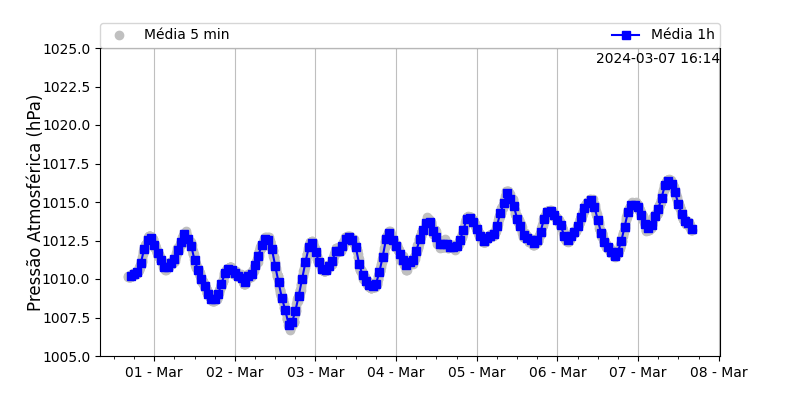 Média 5 min
Média 1h
2024-03-07 16:14
Pressão Atmosférica (hPa)
1025.0
1022.5
1020.0
1017.5
1015.0
1012.5
1010.0
1007.5
1005.0
01 - Mar
02 - Mar
03 - Mar
04 - Mar
05 - Mar
06 - Mar
07 - Mar
08 - Mar